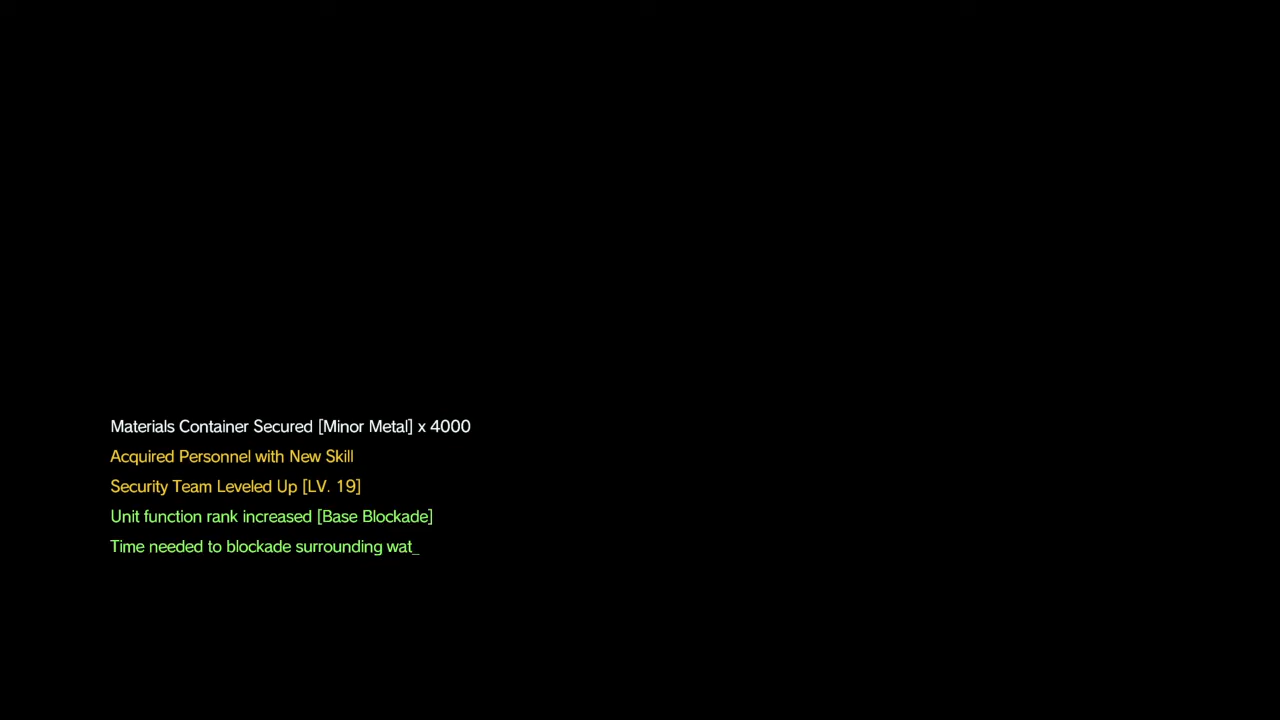 Materials Container Secured [Minor Metal] x 4000
Acquired Personnel with New Skill
Security Team Leveled Up [LV. 19]
Unit function rank increased [Base Blockade]
Time needed to blockade surrounding wat_